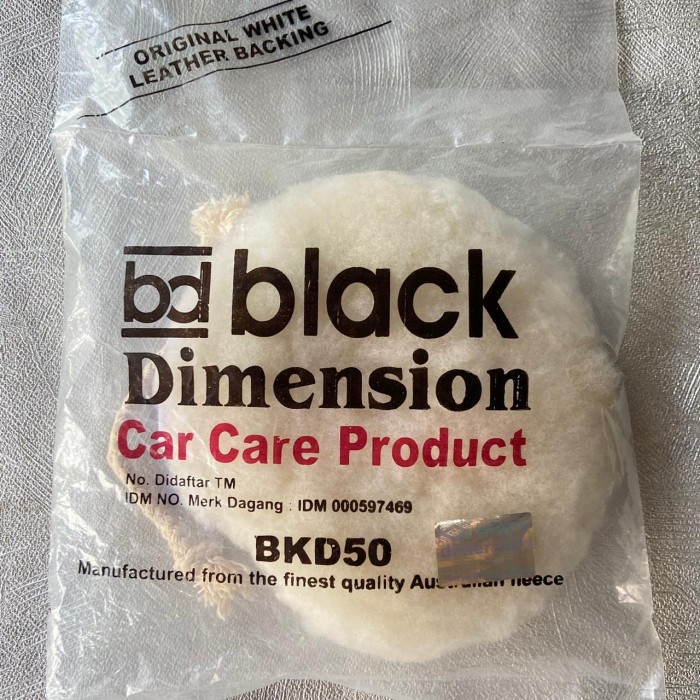 ORIGINAL WHITE
LEATHER BACKING
bd black
Dimension
Car Care Product
No. Didaftar TM
IDM NO. Merk Dagang : IDM 000597469
BKD50
Manufactured from the finest quality Australian fleece